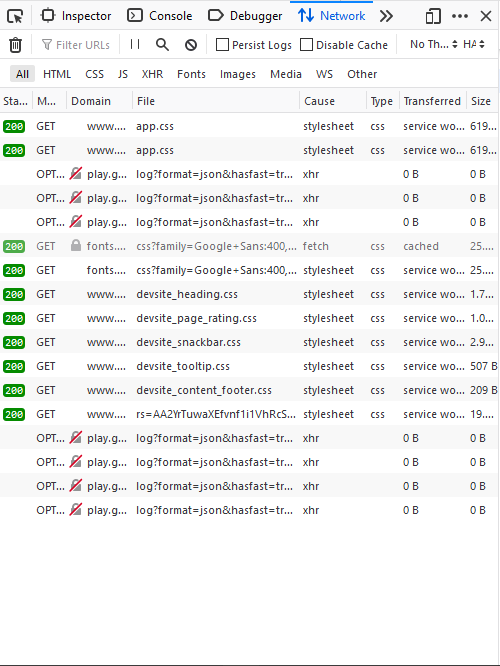 Inspector Console Debugger Network
Filter URLs Persist Logs Disable Cache No Th... HA
All HTML CSS JS XHR Fonts Images Media WS Other
Sta... M... Domain File Cause Type Transferred Size
200 GET www.... app.css stylesheet css service wo... 619...
200 GET www.... app.css stylesheet css service wo... 619...
OPT... play.g... log?format=json&hasfast=tr... xhr 0 B 0 B
OPT... play.g... log?format=json&hasfast=tr... xhr 0 B 0 B
OPT... play.g... log?format=json&hasfast=tr... xhr 0 B 0 B
200 GET fonts.... css?family=Google+Sans:400,... fetch css cached 25....
200 GET fonts.... css?family=Google+Sans:400,... stylesheet css service wo... 25....
200 GET www.... devsite_heading.css stylesheet css service wo... 1.7...
200 GET www.... devsite_page_rating.css stylesheet css service wo... 1.0...
200 GET www.... devsite_snackbar.css stylesheet css service wo... 2.9...
200 GET www.... devsite_tooltip.css stylesheet css service wo... 507 B
200 GET www.... devsite_content_footer.css stylesheet css service wo... 209 B
200 GET www.... rs=AA2YrTuwaXEfvnf1i1VhRcS... stylesheet css service wo... 19....
OPT... play.g... log?format=json&hasfast=tr... xhr 0 B 0 B
OPT... play.g... log?format=json&hasfast=tr... xhr 0 B 0 B
OPT... play.g... log?format=json&hasfast=tr... xhr 0 B 0 B
OPT... play.g... log?format=json&hasfast=tr... xhr 0 B 0 B